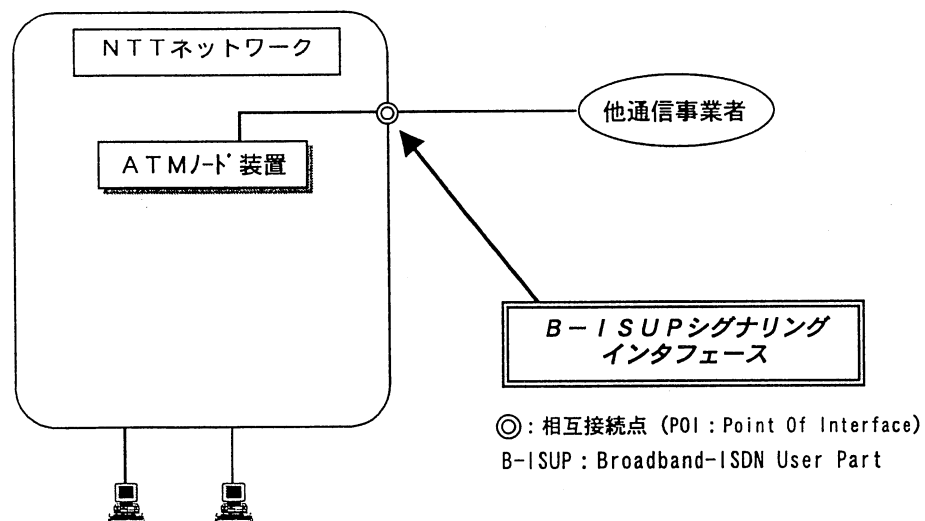 NTTネットワーク
ATMノード装置
他通信事業者
B-ISUPシグナリング
インタフェース
◎:相互接続点(POI:Point Of Interface)
B-ISUP:Broadband-ISDN User Part